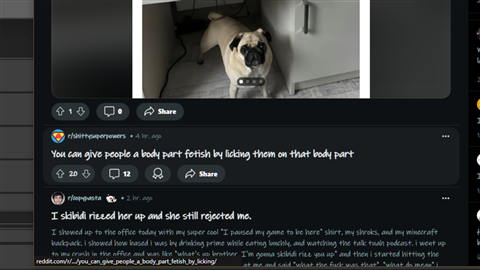 1
0
Share
r/shittysuperpowers • 4 hr. ago
You can give people a body part fetish by licking them on that body part
20
12
Share
r/copypasta • 2 hr. ago
I skibidi rizzed her up and she still rejected me.
I showed up to the office today with my super cool "I paused my game to be here" shirt, my shroks, and my minecraft
backpack. i showed how based i was by drinking prime while eating lunchly, and watching the talk tuah podcast. i went up
to my crush in the office and was like "what's up brother. I'm gonna skibidi rizz you up" and then i started hitting the
reddit.com/r/.../you_can_give_people_a_body_part_fetish_by_licking/
at me and said "what the fuck was that" "what do mean" i